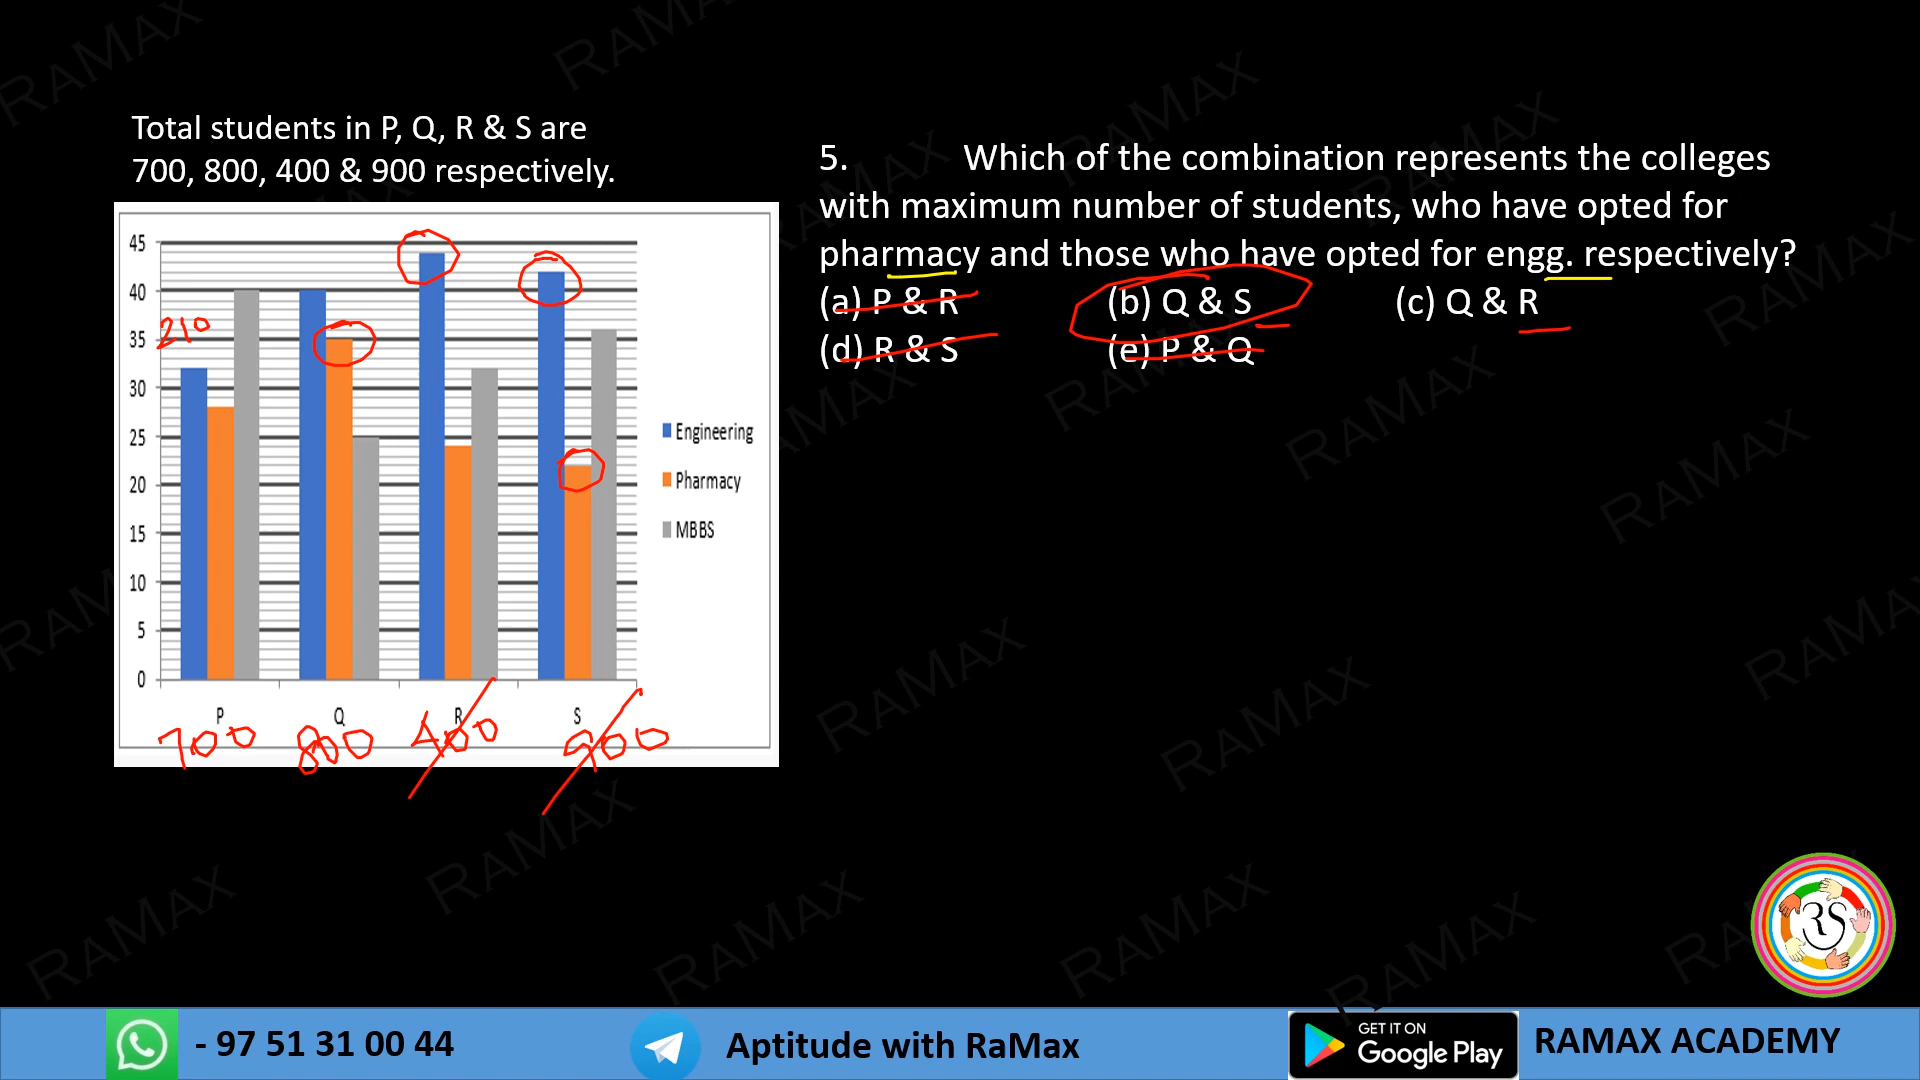 Total students in P, Q, R & S are
700, 800, 400 & 900 respectively.
5. Which of the combination represents the colleges
with maximum number of students, who have opted for
pharmacy and those who have opted for engg. respectively?
(a) P & R (b) Q & S (c) Q & R
(d) R & S (e) P & Q
45
40
35
30
25
20
15
10
5
0
210
Engineering
Pharmacy
MBBS
P Q R S
700 800 400 900
RAMAX
- 97 51 31 00 44
Aptitude with RaMax
GET IT ON
Google Play
RAMAX ACADEMY